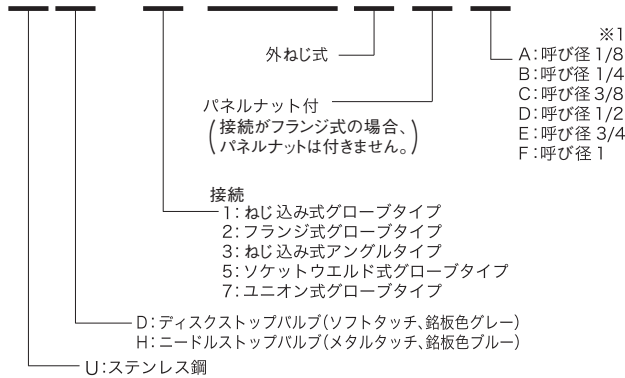 ※1
外ねじ式
A:呼び径 1/8
B:呼び径 1/4
C:呼び径 3/8
D:呼び径 1/2
E:呼び径 3/4
F:呼び径 1
パネルナット付
(接続がフランジ式の場合、
パネルナットは付きません。)
接続
1:ねじ込み式グローブタイプ
2:フランジ式グローブタイプ
3:ねじ込み式アングルタイプ
5:ソケットウエルド式グローブタイプ
7:ユニオン式グローブタイプ
D:ディスクストップバルブ(ソフトタッチ、銘板色グレー)
H:ニードルストップバルブ(メタルタッチ、銘板色ブルー)
U:ステンレス鋼